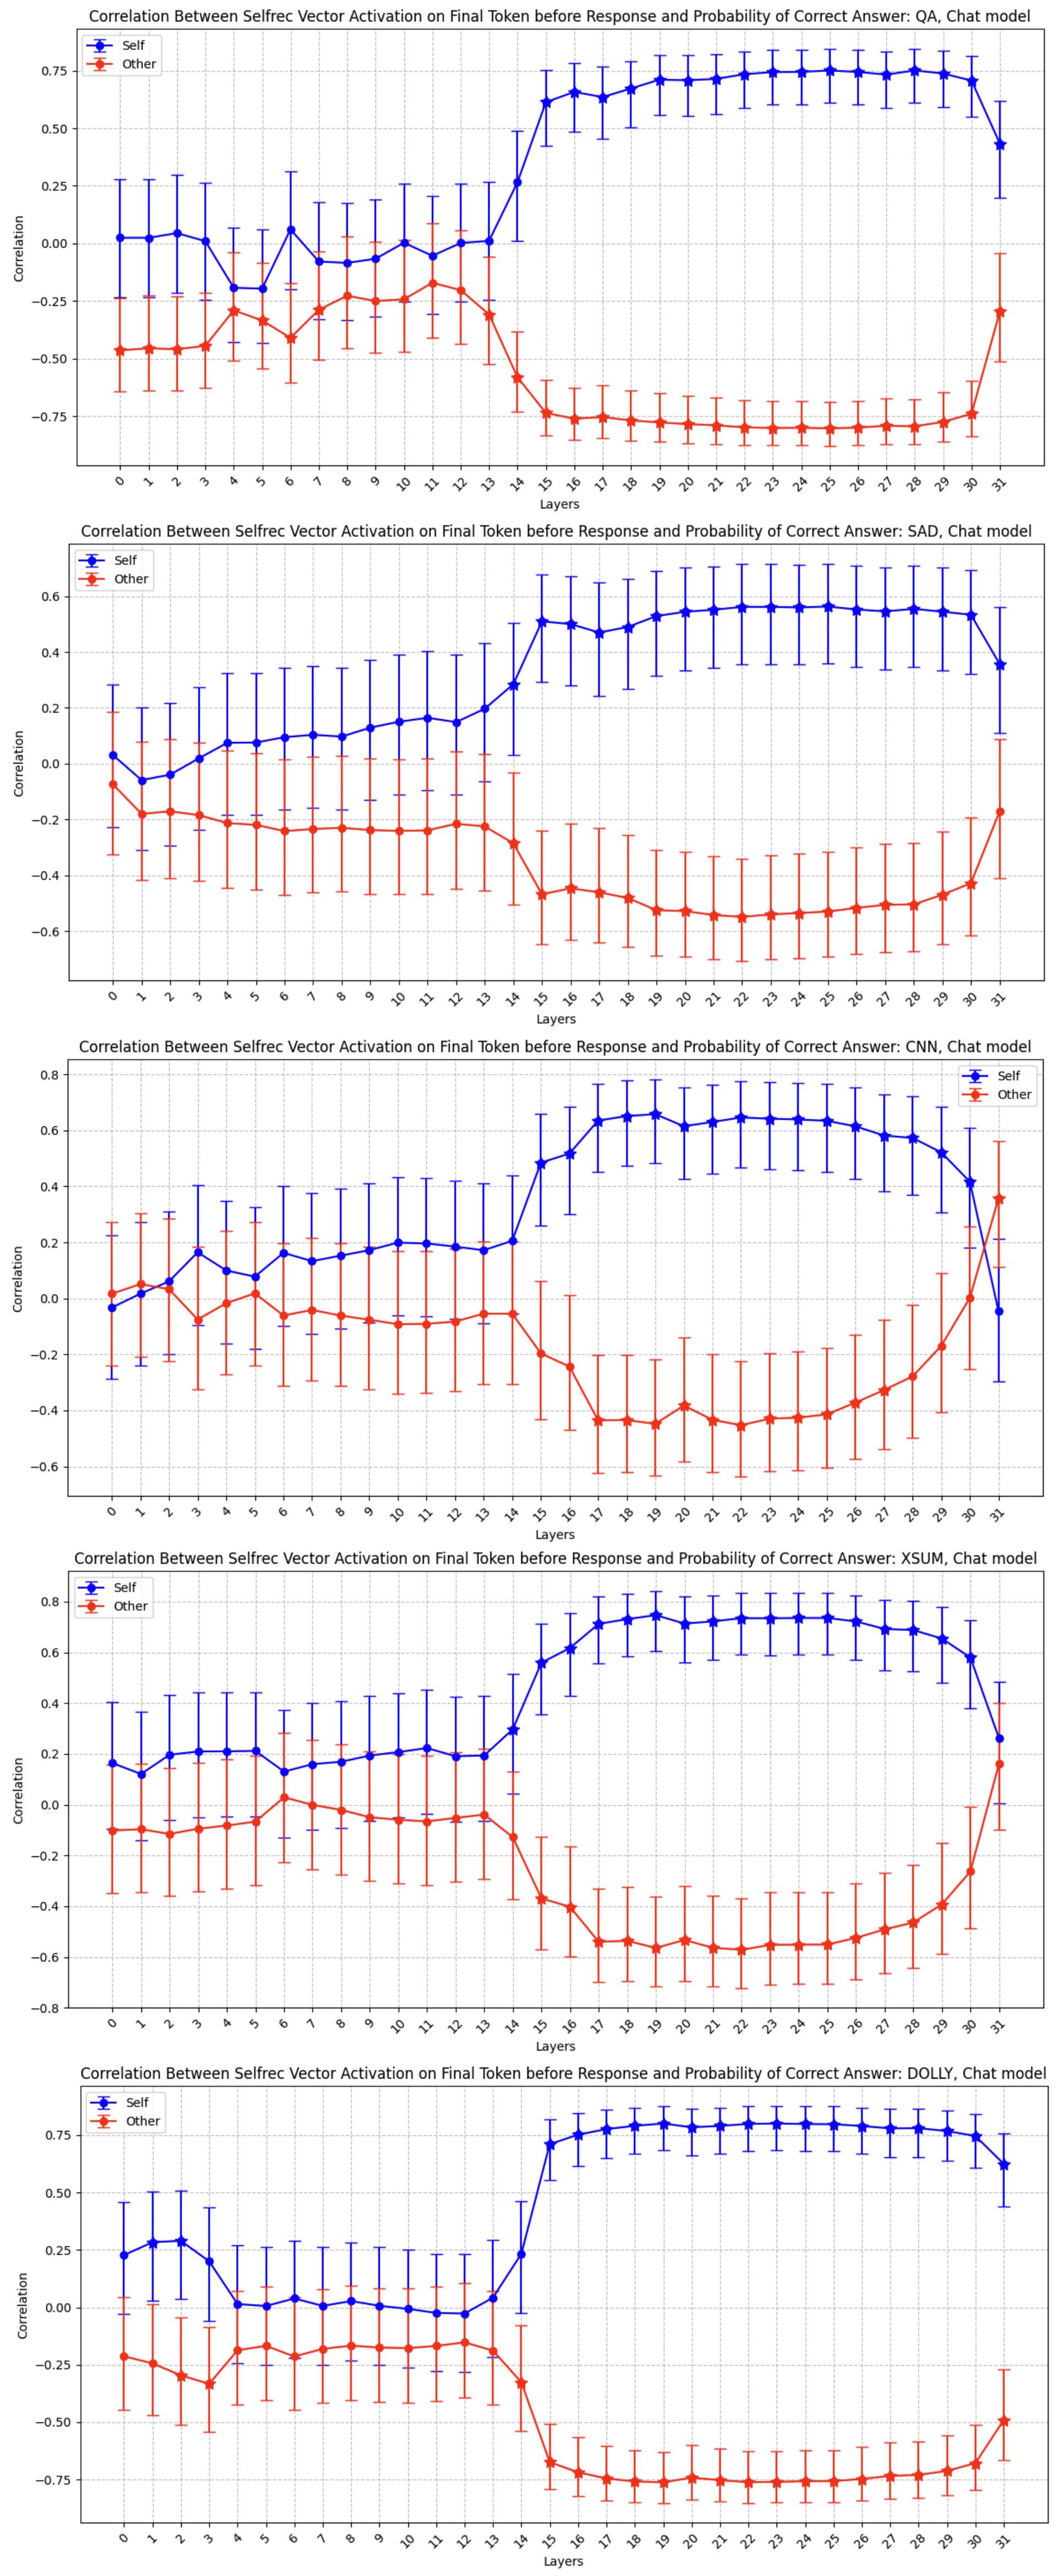 Correlation Between Selfrec Vector Activation on Final Token before Response and Probability of Correct Answer: QA, Chat model
Self
Other
0.75
0.50
0.25
0.00
−0.25
−0.50
−0.75
Correlation
0 1 2 3 4 5 6 7 8 9 10 11 12 13 14 15 16 17 18 19 20 21 22 23 24 25 26 27 28 29 30 31
Layers
Correlation Between Selfrec Vector Activation on Final Token before Response and Probability of Correct Answer: SAD, Chat model
Self
Other
0.6
0.4
0.2
0.0
−0.2
−0.4
−0.6
Correlation
0 1 2 3 4 5 6 7 8 9 10 11 12 13 14 15 16 17 18 19 20 21 22 23 24 25 26 27 28 29 30 31
Layers
Correlation Between Selfrec Vector Activation on Final Token before Response and Probability of Correct Answer: CNN, Chat model
Self
Other
0.8
0.6
0.4
0.2
0.0
−0.2
−0.4
−0.6
Correlation
0 1 2 3 4 5 6 7 8 9 10 11 12 13 14 15 16 17 18 19 20 21 22 23 24 25 26 27 28 29 30 31
Layers
Correlation Between Selfrec Vector Activation on Final Token before Response and Probability of Correct Answer: XSUM, Chat model
Self
Other
0.8
0.6
0.4
0.2
0.0
−0.2
−0.4
−0.6
−0.8
Correlation
0 1 2 3 4 5 6 7 8 9 10 11 12 13 14 15 16 17 18 19 20 21 22 23 24 25 26 27 28 29 30 31
Layers
Correlation Between Selfrec Vector Activation on Final Token before Response and Probability of Correct Answer: DOLLY, Chat model
Self
Other
0.75
0.50
0.25
0.00
−0.25
−0.50
−0.75
Correlation
0 1 2 3 4 5 6 7 8 9 10 11 12 13 14 15 16 17 18 19 20 21 22 23 24 25 26 27 28 29 30 31
Layers